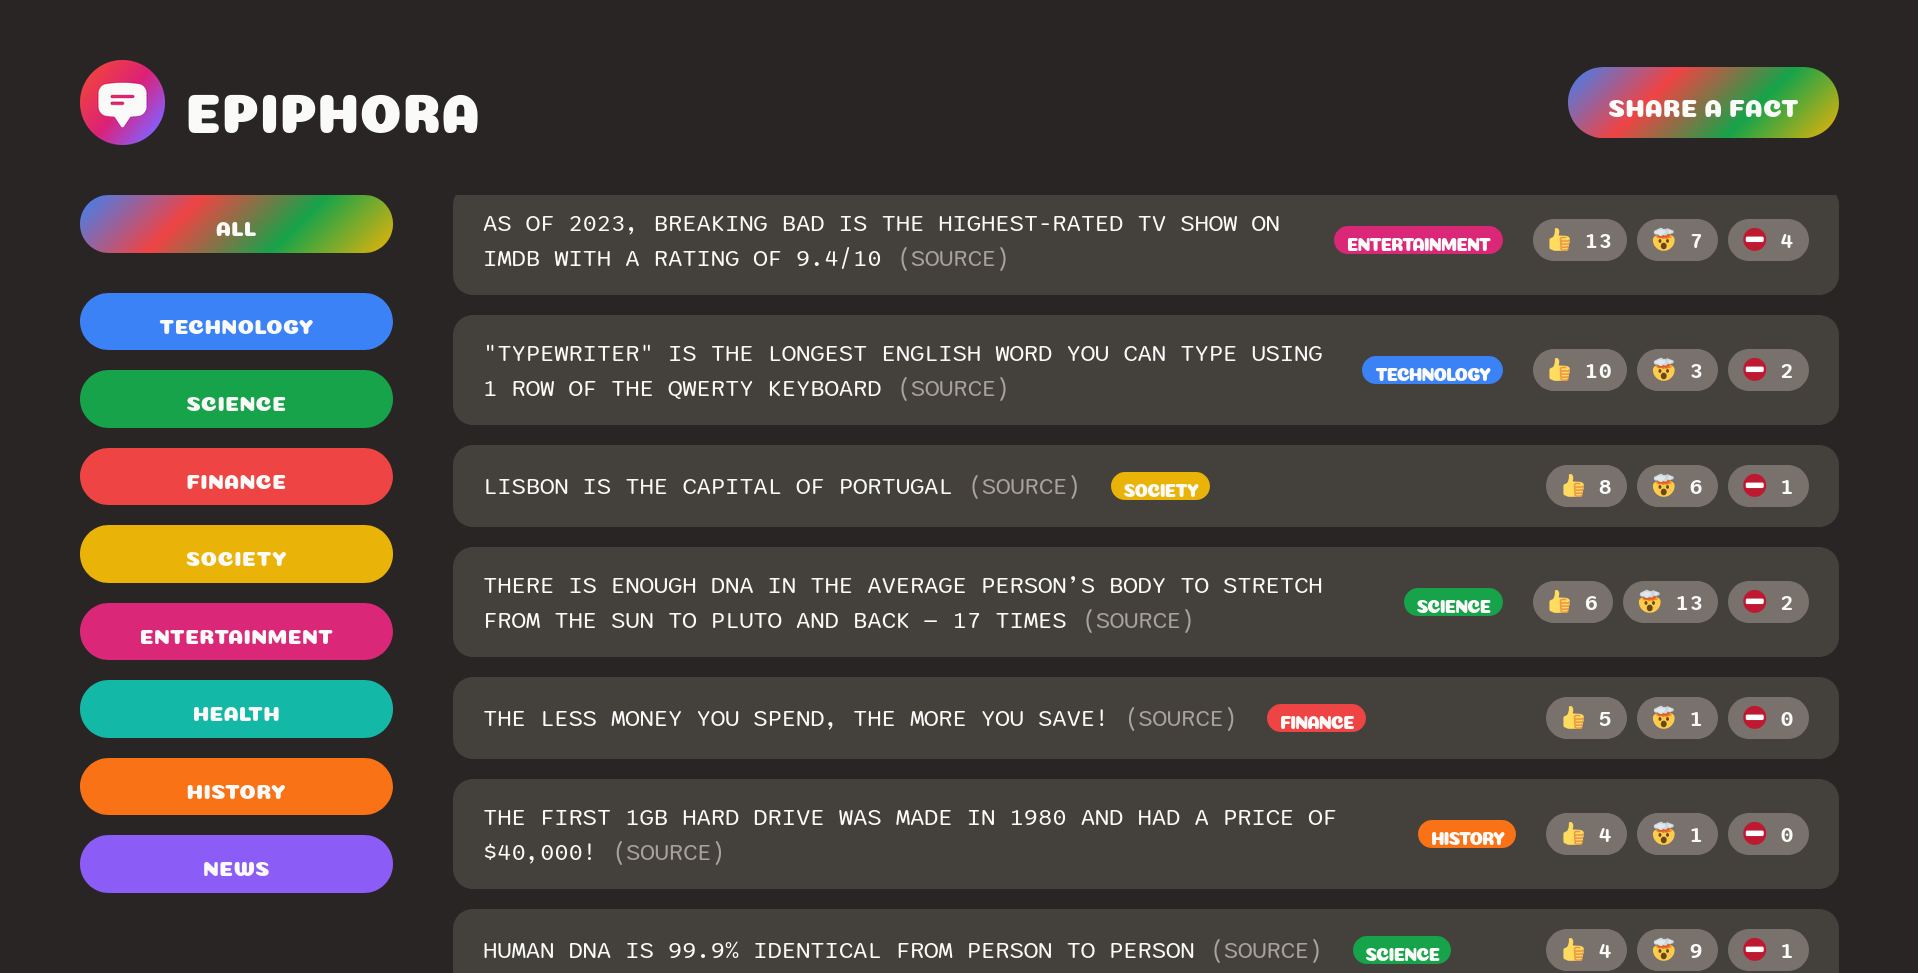 EPIPHORA
SHARE A FACT
ALL
TECHNOLOGY
SCIENCE
FINANCE
SOCIETY
ENTERTAINMENT
HEALTH
HISTORY
NEWS
AS OF 2023, BREAKING BAD IS THE HIGHEST-RATED TV SHOW ON
IMDB WITH A RATING OF 9.4/10 (SOURCE)
ENTERTAINMENT
13 7 4
"TYPEWRITER" IS THE LONGEST ENGLISH WORD YOU CAN TYPE USING
1 ROW OF THE QWERTY KEYBOARD (SOURCE)
TECHNOLOGY
10 3 2
LISBON IS THE CAPITAL OF PORTUGAL (SOURCE) SOCIETY 8 6 1
THERE IS ENOUGH DNA IN THE AVERAGE PERSON’S BODY TO STRETCH
FROM THE SUN TO PLUTO AND BACK — 17 TIMES (SOURCE)
SCIENCE
6 13 2
THE LESS MONEY YOU SPEND, THE MORE YOU SAVE! (SOURCE) FINANCE 5 1 0
THE FIRST 1GB HARD DRIVE WAS MADE IN 1980 AND HAD A PRICE OF
$40,000! (SOURCE)
HISTORY
4 1 0
HUMAN DNA IS 99.9% IDENTICAL FROM PERSON TO PERSON (SOURCE) SCIENCE 4 9 1